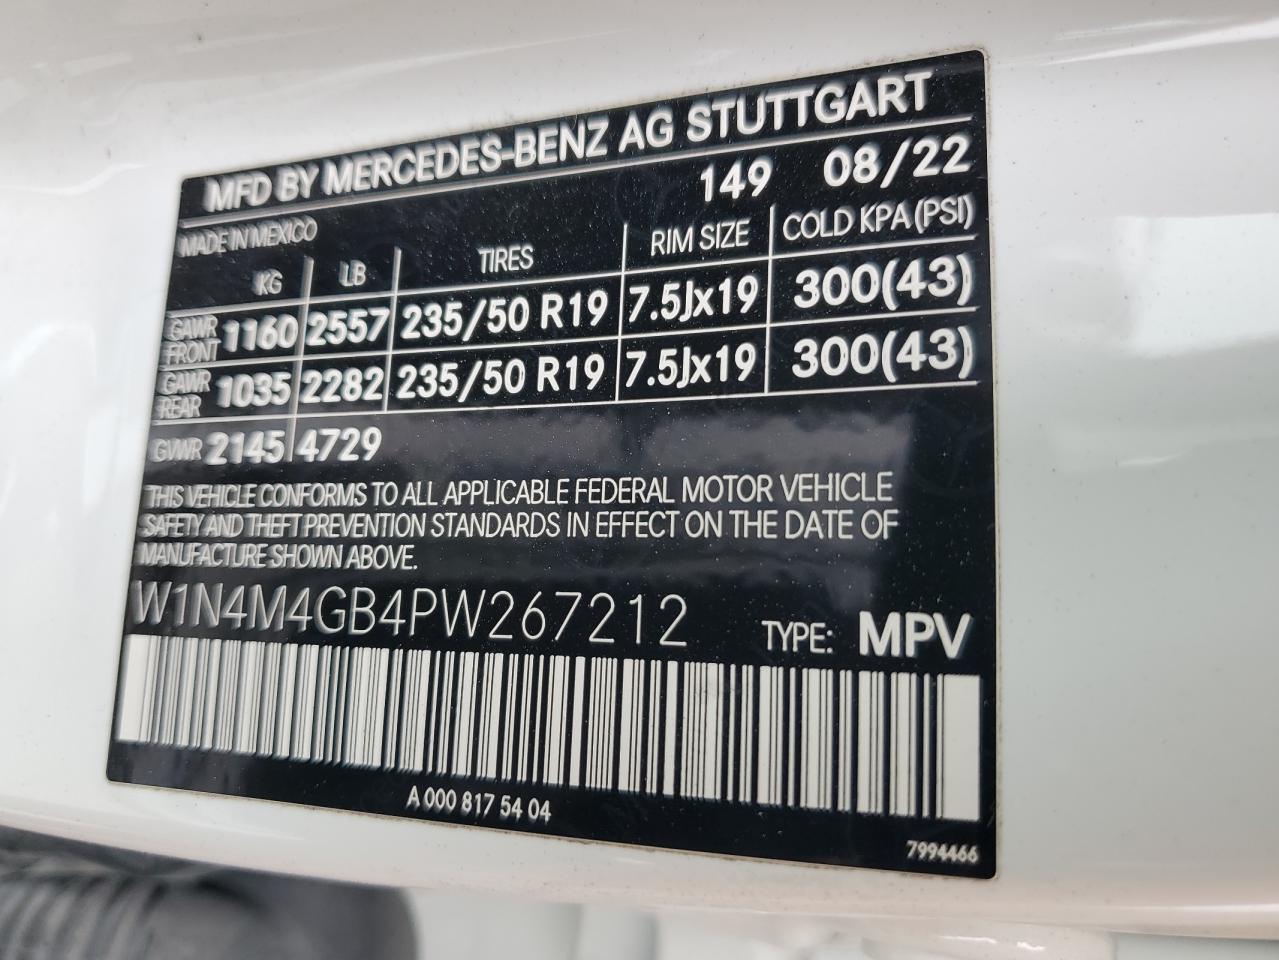 MFD BY MERCEDES-BENZ AG STUTTGART
149 08/22
MADE IN MEXICO
KG LB TIRES RIM SIZE COLD KPA (PSI)
GAWR FRONT 1160 2557 235/50 R19 7.5Jx19 300(43)
GAWR REAR 1035 2282 235/50 R19 7.5Jx19 300(43)
GVWR 2145 4729
THIS VEHICLE CONFORMS TO ALL APPLICABLE FEDERAL MOTOR VEHICLE
SAFETY AND THEFT PREVENTION STANDARDS IN EFFECT ON THE DATE OF
MANUFACTURE SHOWN ABOVE.
W1N4M4GB4PW267212 TYPE: MPV
A 000 817 54 04
7994466